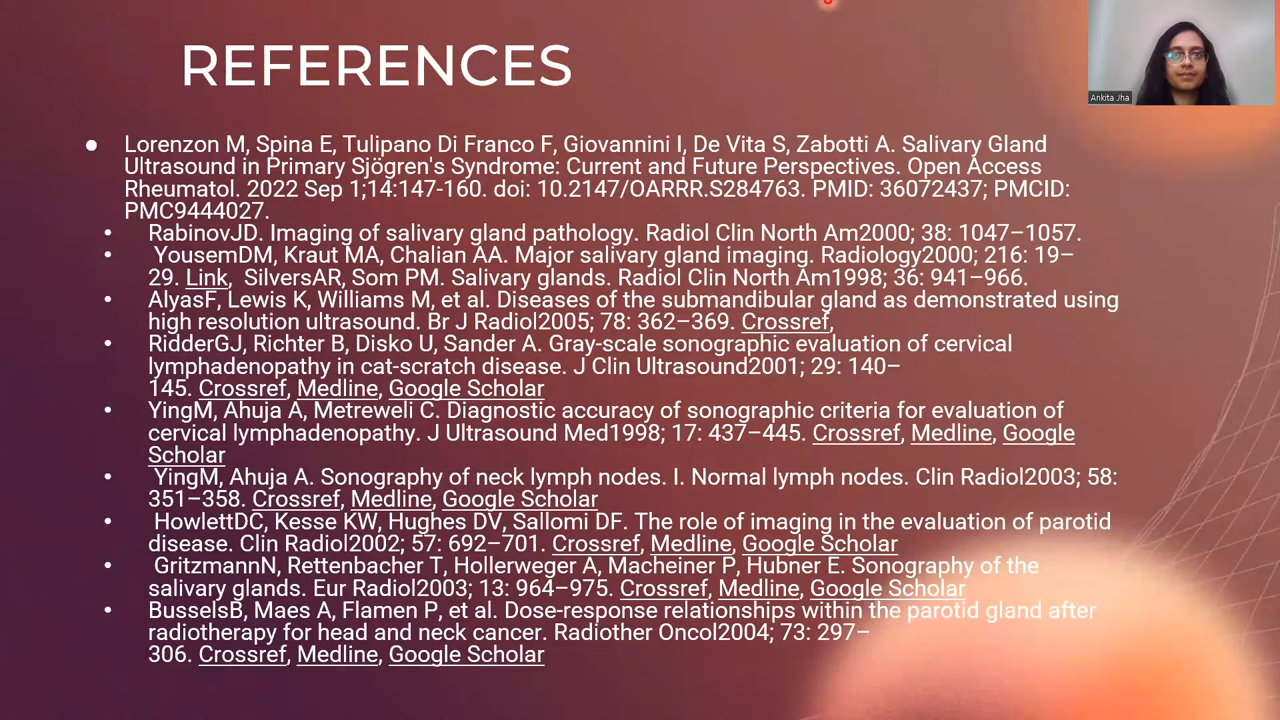 REFERENCES
Ankita Jha
● Lorenzon M, Spina E, Tulipano Di Franco F, Giovannini I, De Vita S, Zabotti A. Salivary Gland
Ultrasound in Primary Sjögren's Syndrome: Current and Future Perspectives. Open Access
Rheumatol. 2022 Sep 1;14:147-160. doi: 10.2147/OARRR.S284763. PMID: 36072437; PMCID:
PMC9444027.
• RabinovJD. Imaging of salivary gland pathology. Radiol Clin North Am2000; 38: 1047–1057.
• YousemDM, Kraut MA, Chalian AA. Major salivary gland imaging. Radiology2000; 216: 19–
29. Link, SilversAR, Som PM. Salivary glands. Radiol Clin North Am1998; 36: 941–966.
• AlyasF, Lewis K, Williams M, et al. Diseases of the submandibular gland as demonstrated using
high resolution ultrasound. Br J Radiol2005; 78: 362–369. Crossref,
• RidderGJ, Richter B, Disko U, Sander A. Gray-scale sonographic evaluation of cervical
lymphadenopathy in cat-scratch disease. J Clin Ultrasound2001; 29: 140–
145. Crossref, Medline, Google Scholar
• YingM, Ahuja A, Metreweli C. Diagnostic accuracy of sonographic criteria for evaluation of
cervical lymphadenopathy. J Ultrasound Med1998; 17: 437–445. Crossref, Medline, Google
Scholar
• YingM, Ahuja A. Sonography of neck lymph nodes. I. Normal lymph nodes. Clin Radiol2003; 58:
351–358. Crossref, Medline, Google Scholar
• HowlettDC, Kesse KW, Hughes DV, Sallomi DF. The role of imaging in the evaluation of parotid
disease. Clin Radiol2002; 57: 692–701. Crossref, Medline, Google Scholar
• GritzmannN, Rettenbacher T, Hollerweger A, Macheiner P, Hubner E. Sonography of the
salivary glands. Eur Radiol2003; 13: 964–975. Crossref, Medline, Google Scholar
• BusselsB, Maes A, Flamen P, et al. Dose-response relationships within the parotid gland after
radiotherapy for head and neck cancer. Radiother Oncol2004; 73: 297–
306. Crossref, Medline, Google Scholar